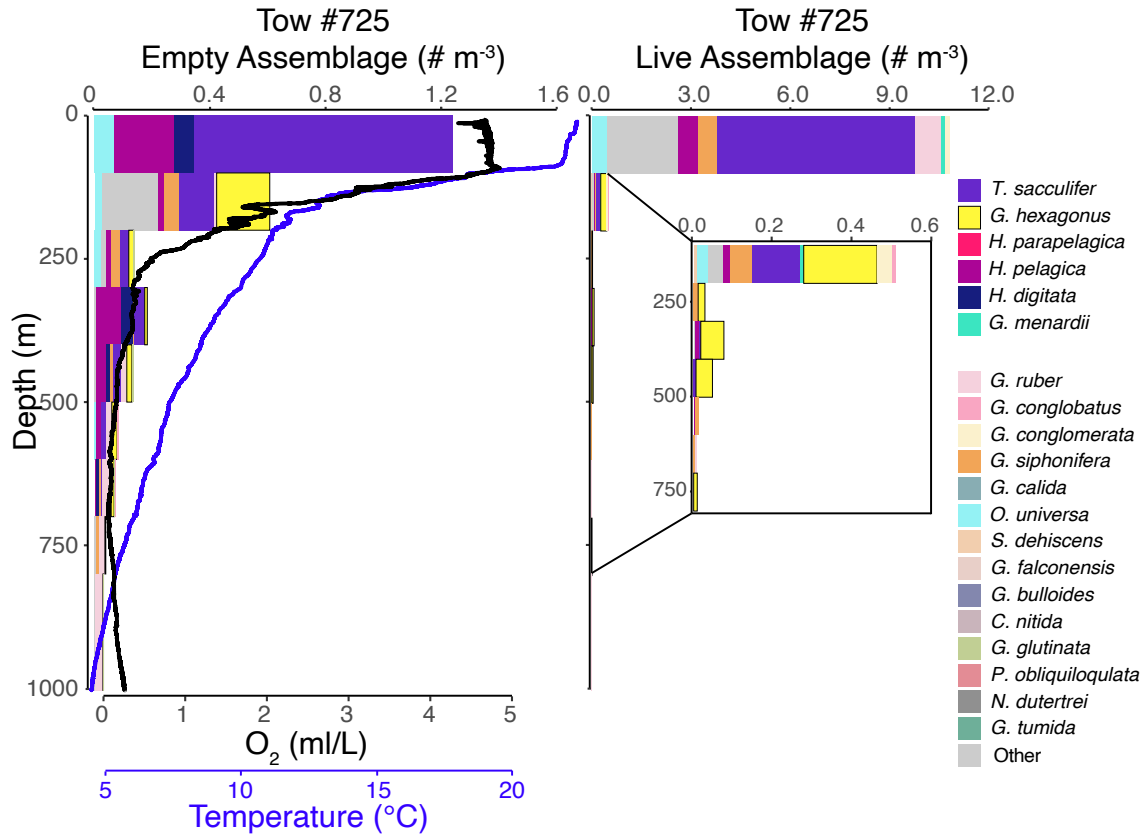 Tow #725
Empty Assemblage (# m-3)
0 0.4 0.8 1.2 1.6
Tow #725
Live Assemblage (# m-3)
0.0 3.0 6.0 9.0 12.0
Depth (m)
0
250
500
750
1000
0.0 0.2 0.4 0.6
250
500
750
0 1 2 3 4 5
O2 (ml/L)
5 10 15 20
Temperature (°C)
T. sacculifer
G. hexagonus
H. parapelagica
H. pelagica
H. digitata
G. menardii
G. ruber
G. conglobatus
G. conglomerata
G. siphonifera
G. calida
O. universa
S. dehiscens
G. falconensis
G. bulloides
C. nitida
G. glutinata
P. obliquiloqulata
N. dutertrei
G. tumida
Other